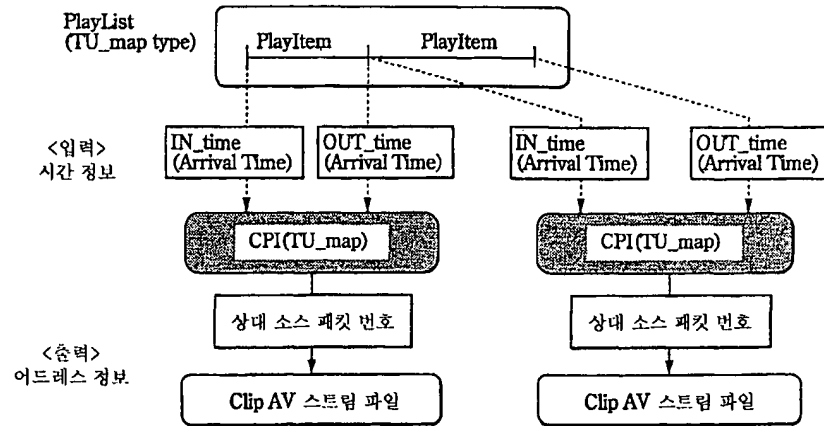 PlayList
(TU_map type)
PlayItem
PlayItem
<입력>
시간 정보
IN_time
(Arrival Time)
OUT_time
(Arrival Time)
IN_time
(Arrival Time)
OUT_time
(Arrival Time)
CPI(TU_map)
CPI(TU_map)
상대 소스 패킷 번호
상대 소스 패킷 번호
<출력>
어드레스 정보
Clip AV 스트림 파일
Clip AV 스트림 파일